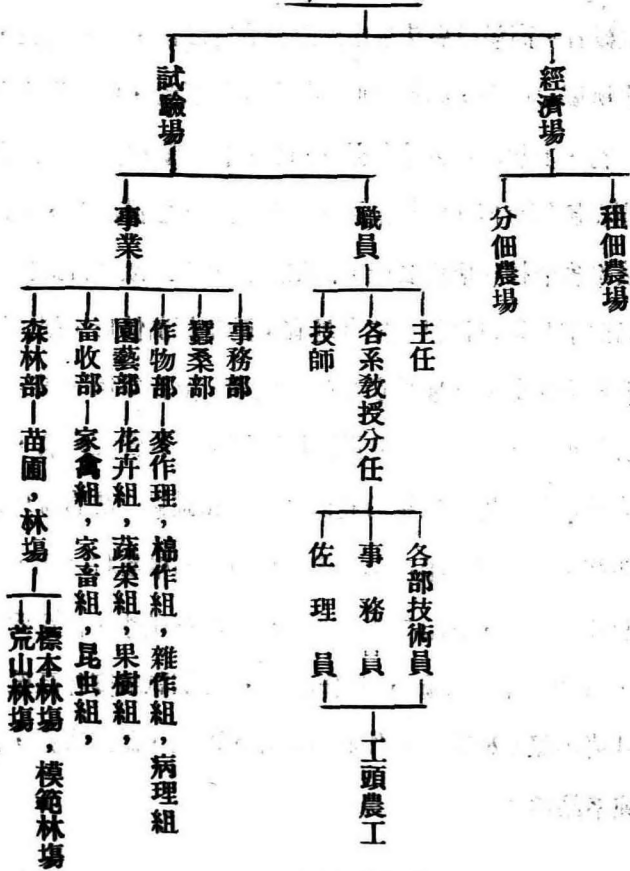 經濟場
租佃農場
分佃農場
試驗場
職員
主任
各系敎授分任
技師
各部技術員
事務員
佐理員
工頭農工
事業
事務部
蠶桑部
作物部 麥作理，棉作組，雜作組，病理組
園藝部 花卉組，蔬菜組，果樹組，
畜收部 家禽組，家畜組，昆虫組，
森林部 苗圃，林塲
標本林塲，模範林塲
荒山林塲